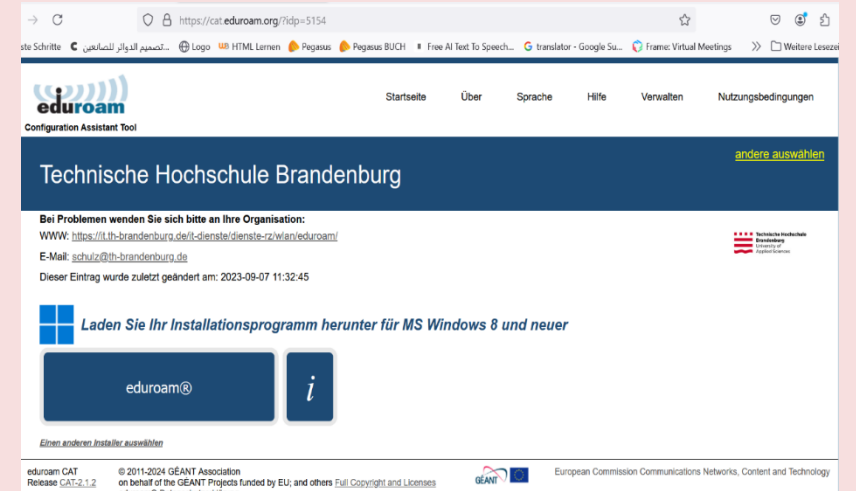 https://cat.eduroam.org/?idp=5154
ste Schritte تصميم الدوائر للصانعين... Logo UB HTML Lernen Pegasus Pegasus BUCH Free AI Text To Speech... translator - Google Su... Frame: Virtual Meetings Weitere Lesezei
eduroam
Configuration Assistant Tool
Startseite Über Sprache Hilfe Verwalten Nutzungsbedingungen
andere auswählen
Technische Hochschule Brandenburg
Bei Problemen wenden Sie sich bitte an Ihre Organisation:
WWW: https://it.th-brandenburg.de/it-dienste/dienste-rz/wlan/eduroam/
Technische Hochschule
Brandenburg
University of
Applied Sciences
E-Mail: schulz@th-brandenburg.de
Dieser Eintrag wurde zuletzt geändert am: 2023-09-07 11:32:45
Laden Sie Ihr Installationsprogramm herunter für MS Windows 8 und neuer
eduroam® i
Einen anderen Installer auswählen
eduroam CAT © 2011-2024 GÉANT Association
Release CAT-2.1.2 on behalf of the GÉANT Projects funded by EU; and others Full Copyright and Licenses
GÉANT European Commission Communications Networks, Content and Technology